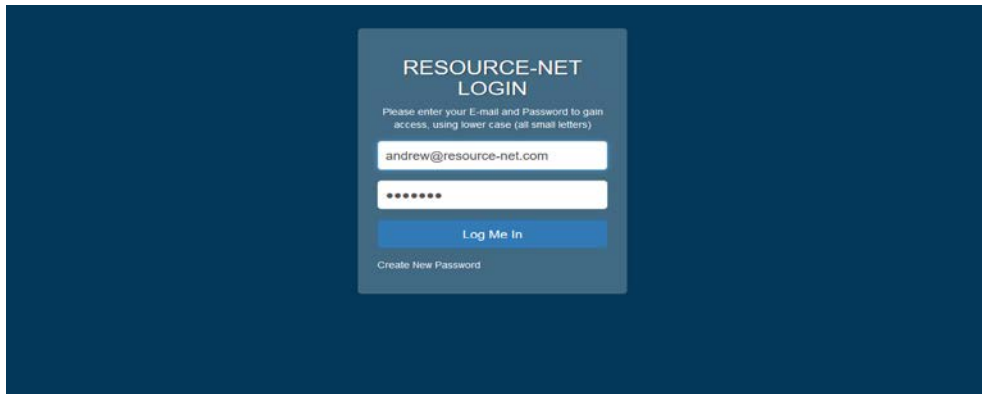 RESOURCE-NET
LOGIN
Please enter your E-mail and Password to gain
access, using lower case (all small letters)
andrew@resource-net.com
•••••••
Log Me In
Create New Password